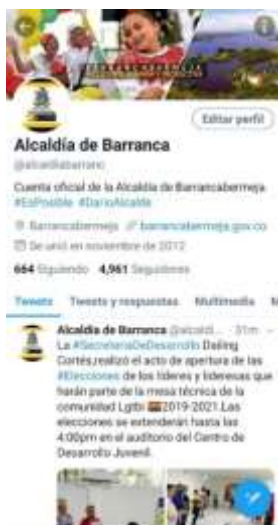 BARRANCABERMEJA
Editar perfil
Alcaldía de Barranca
@alcaldiabarranc
Cuenta oficial de la Alcaldía de Barrancabermeja
#EsPosible #DarioAlcalde
Barrancabermeja barrancabermeja.gov.co
Se unió en noviembre de 2012
664 Siguiendo 4,961 Seguidores
Tweets Tweets y respuestas Multimedia M
Alcaldía de Barranca @alcaldi... · 51m
La #SecretariaDeDesarrollo Dailing
Cortés,realizó el acto de apertura de las
#Elecciones de los líderes y lideresas que
harán parte de la mesa técnica de la
comunidad Lgtbi 2019-2021.Las
elecciones se extenderán hasta las
4:00pm en el auditorio del Centro de
Desarrollo Juvenil.